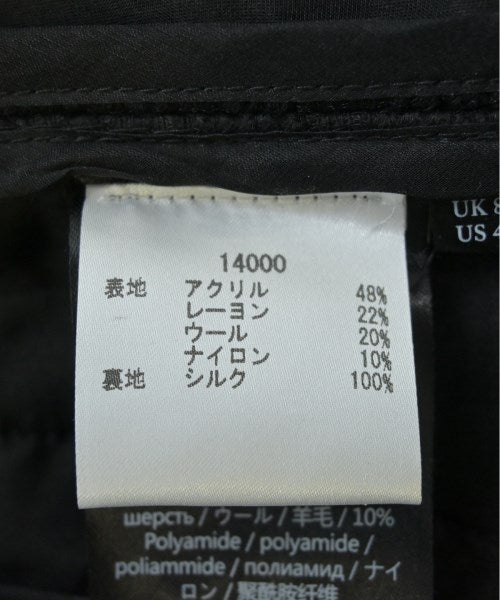 UK 8
US 4
14000
表地 アクリル 48%
レーヨン 22%
ウール 20%
ナイロン 10%
裏地 シルク 100%
шерсть / ウール / 羊毛 / 10%
Polyamide / polyamide /
poliammide / полиамид / ナイ
ロン / 聚酰胺纤维